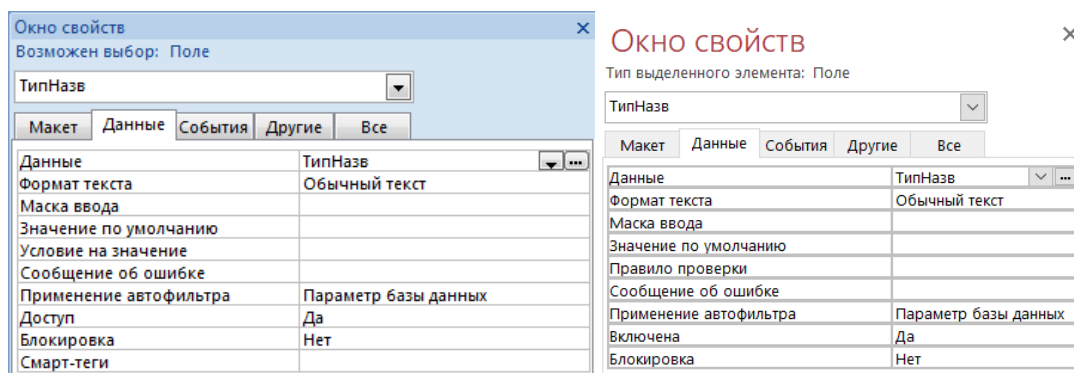 Окно свойств
Возможен выбор: Поле
ТипНазв
Макет Данные События Другие Все
Данные ТипНазв
Формат текста Обычный текст
Маска ввода
Значение по умолчанию
Условие на значение
Сообщение об ошибке
Применение автофильтра Параметр базы данных
Доступ Да
Блокировка Нет
Смарт-теги
Окно свойств
Тип выделенного элемента: Поле
ТипНазв
Макет Данные События Другие Все
Данные ТипНазв
Формат текста Обычный текст
Маска ввода
Значение по умолчанию
Правило проверки
Сообщение об ошибке
Применение автофильтра Параметр базы данных
Включена Да
Блокировка Нет